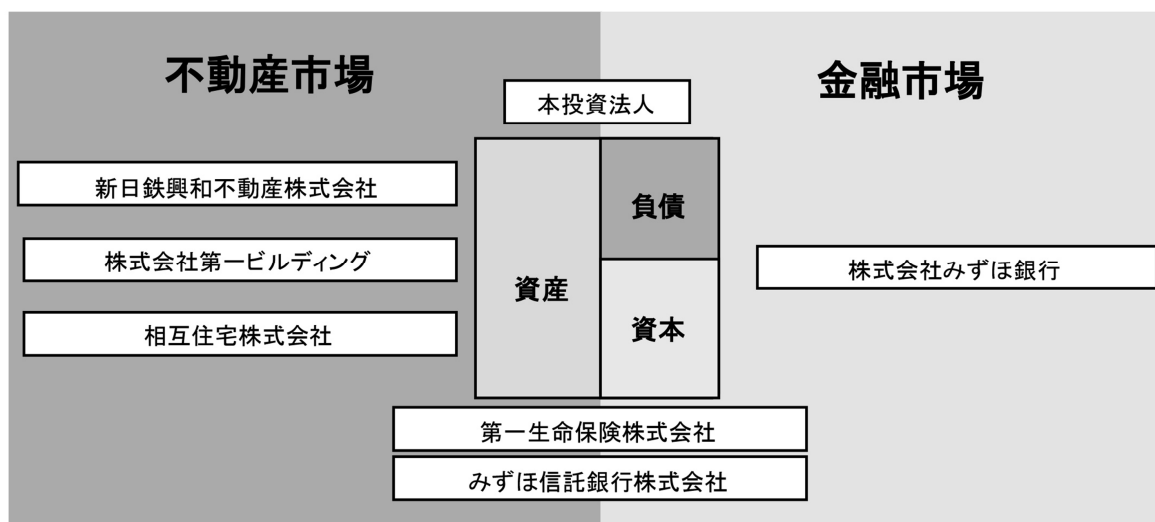 不動産市場
金融市場
本投資法人
新日鉄興和不動産株式会社
株式会社第一ビルディング
相互住宅株式会社
資産
負債
資本
株式会社みずほ銀行
第一生命保険株式会社
みずほ信託銀行株式会社